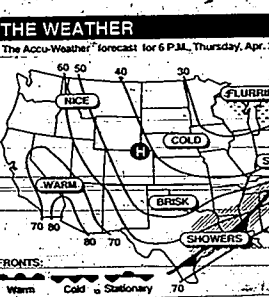 THE WEATHER
The Accu-Weather forecast for 6 P.M., Thursday, Apr.
60 50 40 30
NICE
FLURRI
H
COLD
WARM
BRISK
SHOWERS
70 80
80 70
70
FRONTS:
Warm Cold Stationary